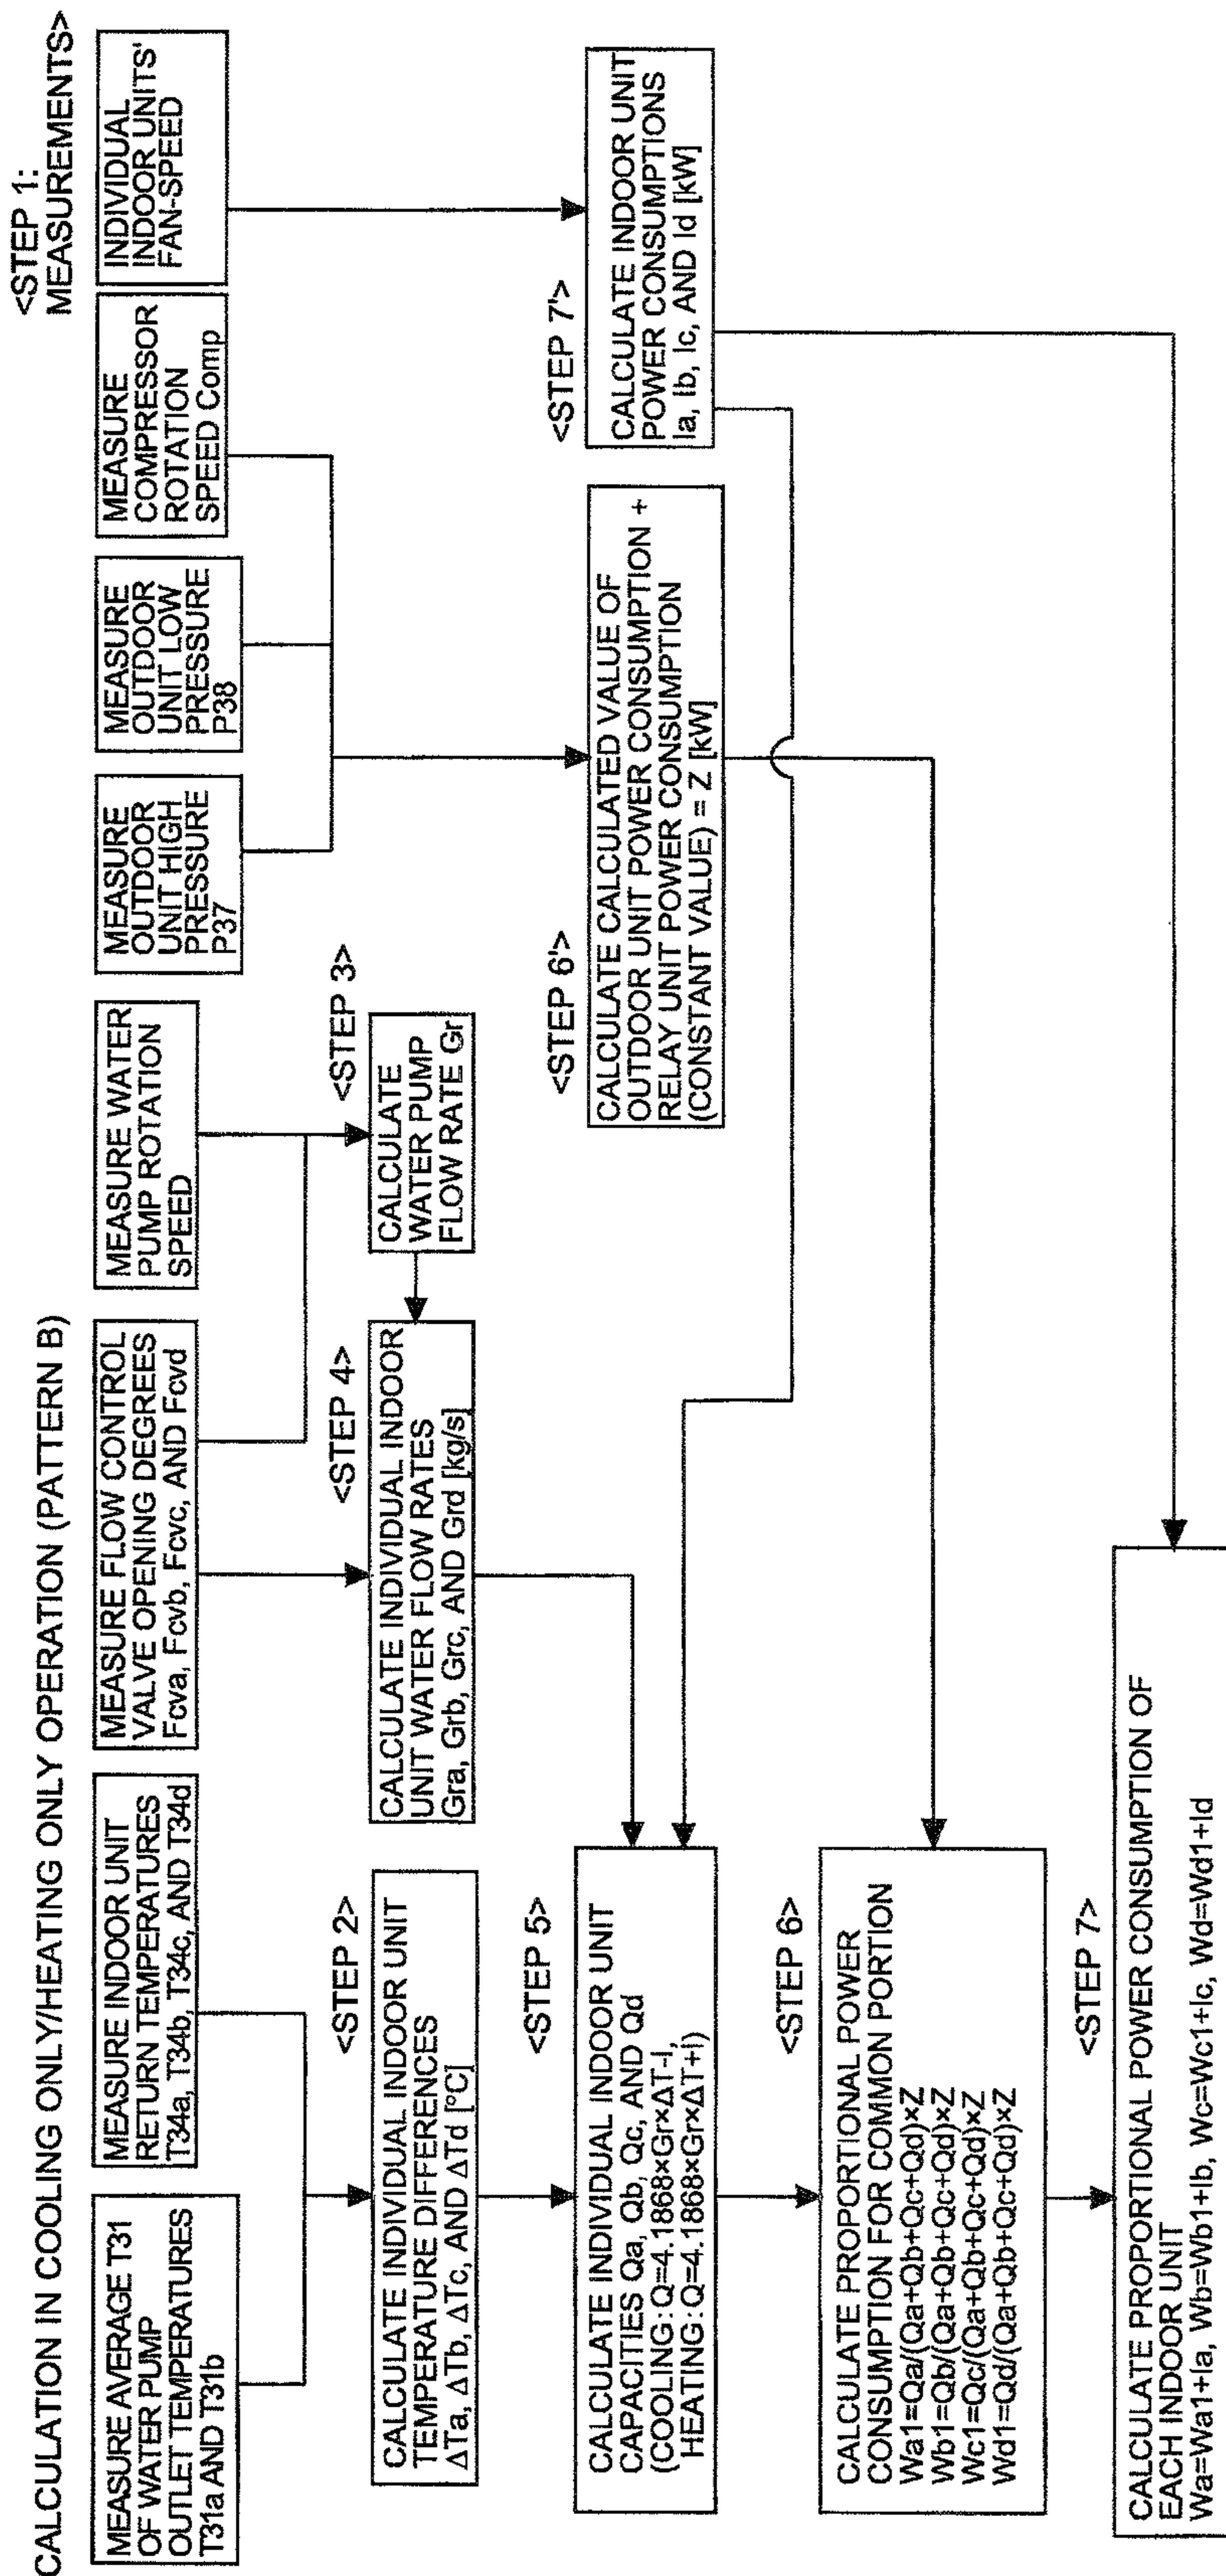 CALCULATION IN COOLING ONLY/HEATING ONLY OPERATION (PATTERN B)
<STEP 1:
MEASUREMENTS>
MEASURE AVERAGE T31
OF WATER PUMP
OUTLET TEMPERATURES
T31a AND T31b
MEASURE INDOOR UNIT
RETURN TEMPERATURES
T34a, T34b, T34c, AND T34d
MEASURE FLOW CONTROL
VALVE OPENING DEGREES
Fcva, Fcvb, Fcvc, AND Fcvd
MEASURE WATER
PUMP ROTATION
SPEED
MEASURE
OUTDOOR
UNIT HIGH
PRESSURE
P37
MEASURE
OUTDOOR
UNIT LOW
PRESSURE
P38
MEASURE
COMPRESSOR
ROTATION
SPEED Comp
INDIVIDUAL
INDOOR UNITS'
FAN-SPEED
<STEP 2>
CALCULATE INDIVIDUAL INDOOR UNIT
TEMPERATURE DIFFERENCES
ΔTa, ΔTb, ΔTc, AND ΔTd [°C]
<STEP 4>
CALCULATE INDIVIDUAL INDOOR
UNIT WATER FLOW RATES
Gra, Grb, Grc, AND Grd [kg/s]
<STEP 3>
CALCULATE
WATER PUMP
FLOW RATE Gr
<STEP 5>
CALCULATE INDIVIDUAL INDOOR UNIT
CAPACITIES Qa, Qb, Qc, AND Qd
(COOLING:Q=4.1868×Gr×ΔT-I,
HEATING:Q=4.1868×Gr×ΔT+I)
<STEP 6'>
CALCULATE CALCULATED VALUE OF
OUTDOOR UNIT POWER CONSUMPTION +
RELAY UNIT POWER CONSUMPTION
(CONSTANT VALUE) = Z [kW]
<STEP 7'>
CALCULATE INDOOR UNIT
POWER CONSUMPTIONS
Ia, Ib, Ic, AND Id [kW]
<STEP 6>
CALCULATE PROPORTIONAL POWER
CONSUMPTION FOR COMMON PORTION
Wa1=Qa/(Qa+Qb+Qc+Qd)×Z
Wb1=Qb/(Qa+Qb+Qc+Qd)×Z
Wc1=Qc/(Qa+Qb+Qc+Qd)×Z
Wd1=Qd/(Qa+Qb+Qc+Qd)×Z
<STEP 7>
CALCULATE PROPORTIONAL POWER CONSUMPTION OF
EACH INDOOR UNIT
Wa=Wa1+Ia, Wb=Wb1+Ib, Wc=Wc1+Ic, Wd=Wd1+Id